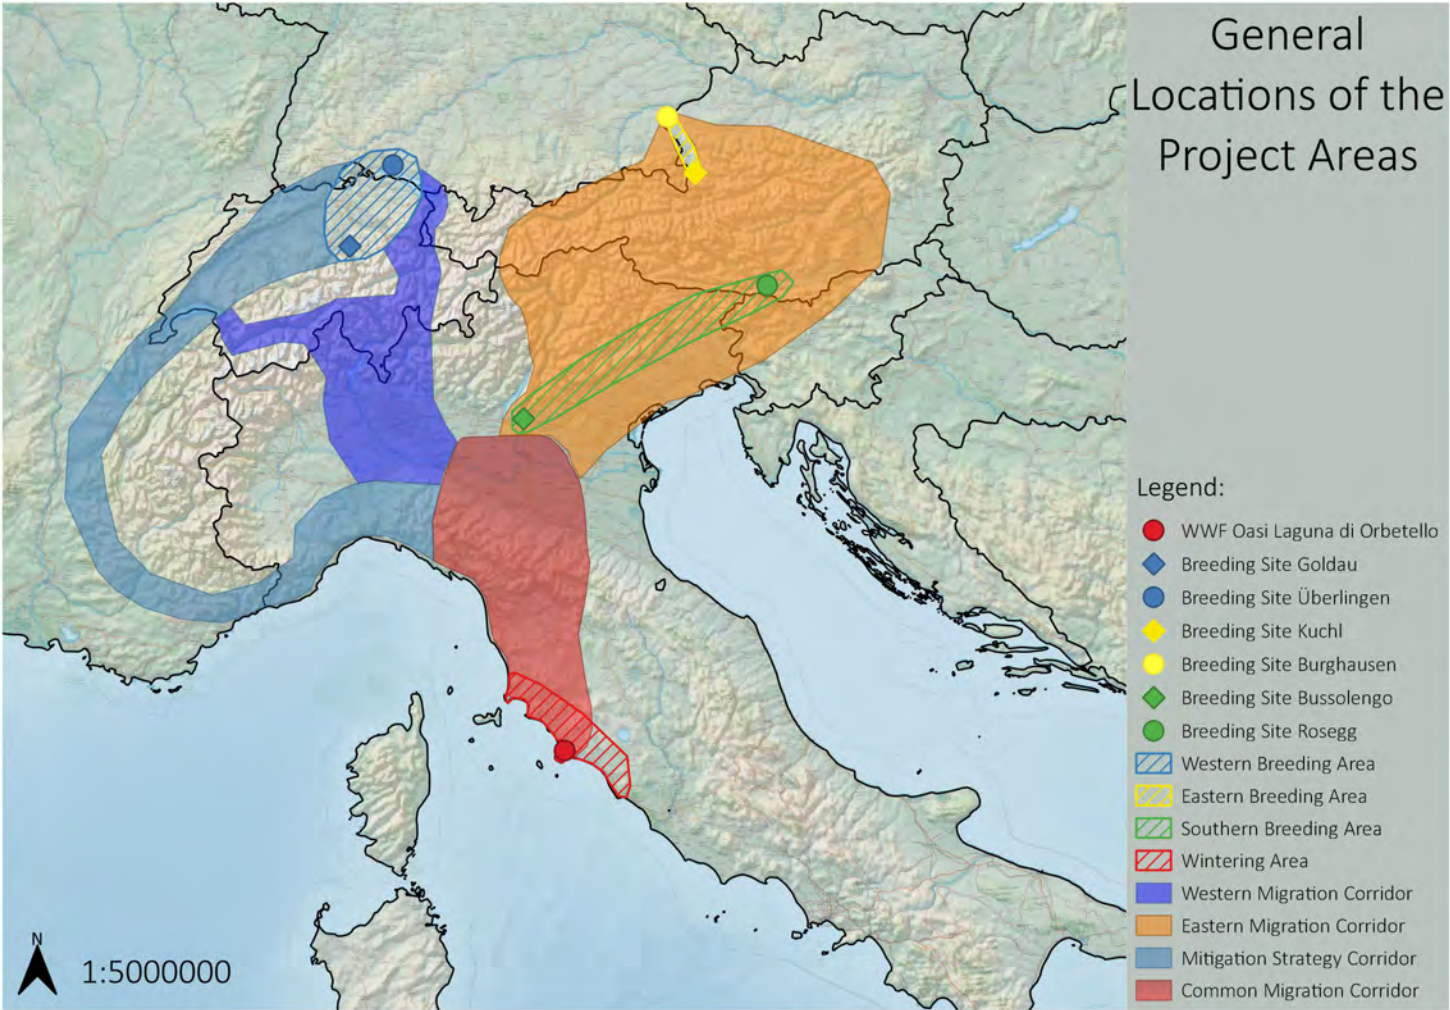 General
Locations of the
Project Areas
Legend:
WWF Oasi Laguna di Orbetello
Breeding Site Goldau
Breeding Site Überlingen
Breeding Site Kuchl
Breeding Site Burghausen
Breeding Site Bussolengo
Breeding Site Rosegg
Western Breeding Area
Eastern Breeding Area
Southern Breeding Area
Wintering Area
Western Migration Corridor
Eastern Migration Corridor
Mitigation Strategy Corridor
Common Migration Corridor
N
1:5000000